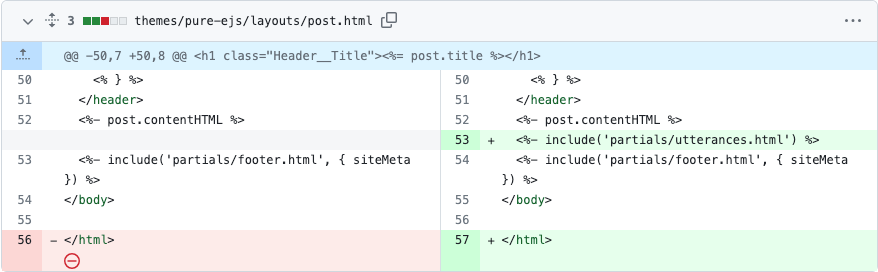 3 themes/pure-ejs/layouts/post.html
@@ -50,7 +50,8 @@ <h1 class="Header__Title"><%= post.title %></h1>
50 <% } %>
51 </header>
52 <%- post.contentHTML %>
53 <%- include('partials/footer.html', { siteMeta
}) %>
54 </body>
55
56 - </html>
50 <% } %>
51 </header>
52 <%- post.contentHTML %>
53 + <%- include('partials/utterances.html') %>
54 <%- include('partials/footer.html', { siteMeta
}) %>
55 </body>
56
57 + </html>